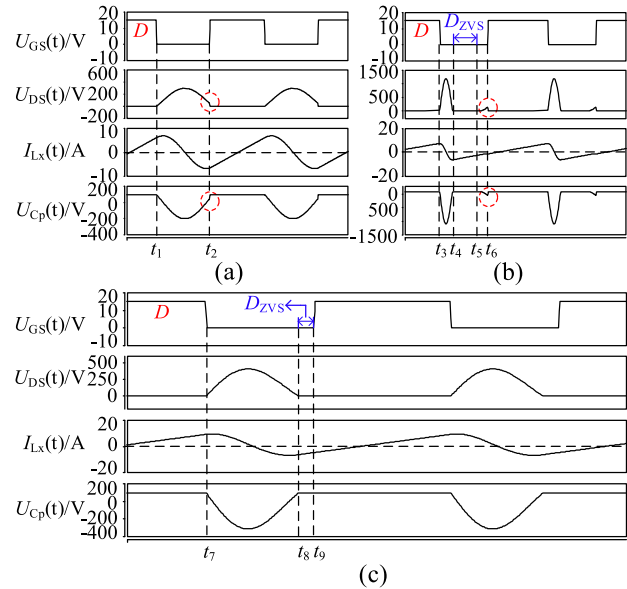 20
10
0
-10
U_GS(t)/V
D
600
200
-200
U_DS(t)/V
10
0
-10
I_Lx(t)/A
200
0
-200
-400
U_Cp(t)/V
t_1
t_2
(a)
20
10
0
-10
D
D_ZVS
1500
500
-500
20
0
-20
0
-1500
t_3
t_4
t_5
t_6
(b)
20
10
0
-10
U_GS(t)/V
D
D_ZVS
500
250
0
U_DS(t)/V
20
0
-20
I_Lx(t)/A
200
0
-200
-400
U_Cp(t)/V
t_7
t_8
t_9
(c)